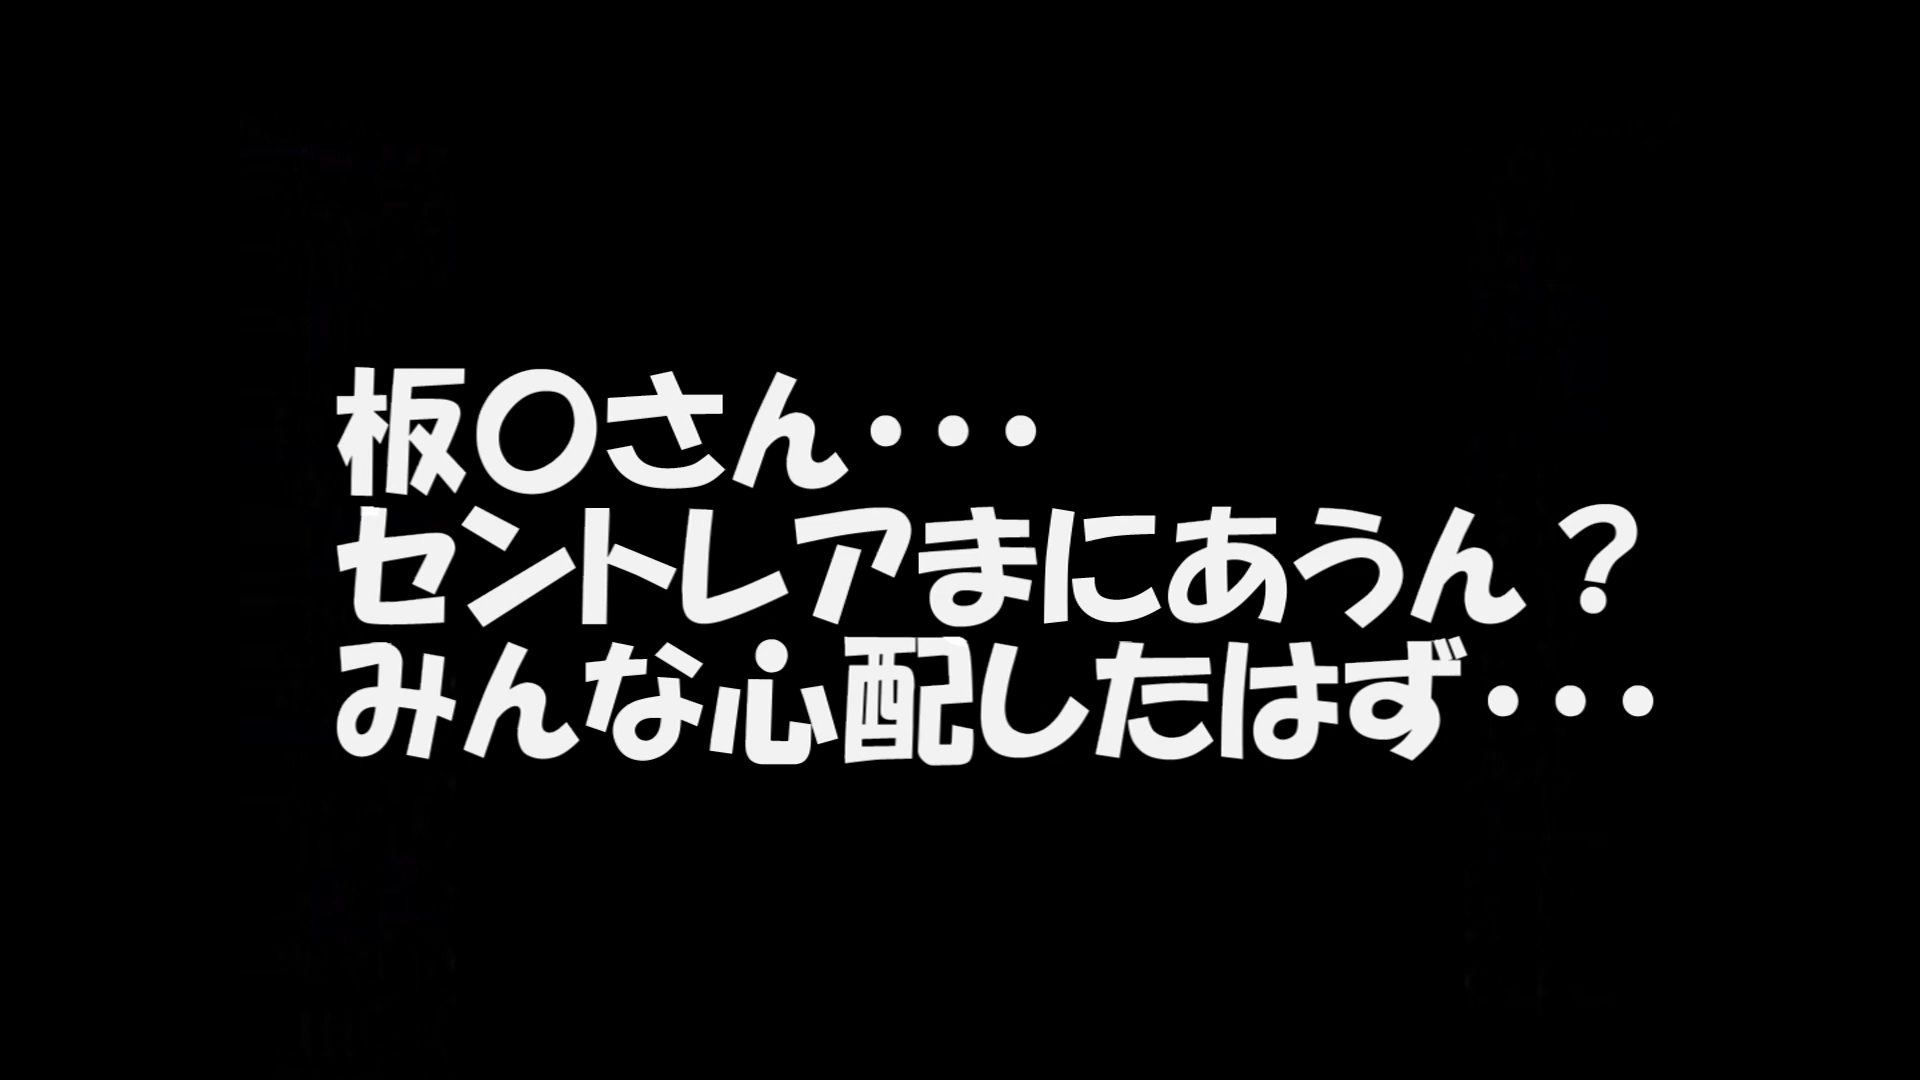 板〇さん・・・
セントレアまにあうん？
みんな心配したはず・・・